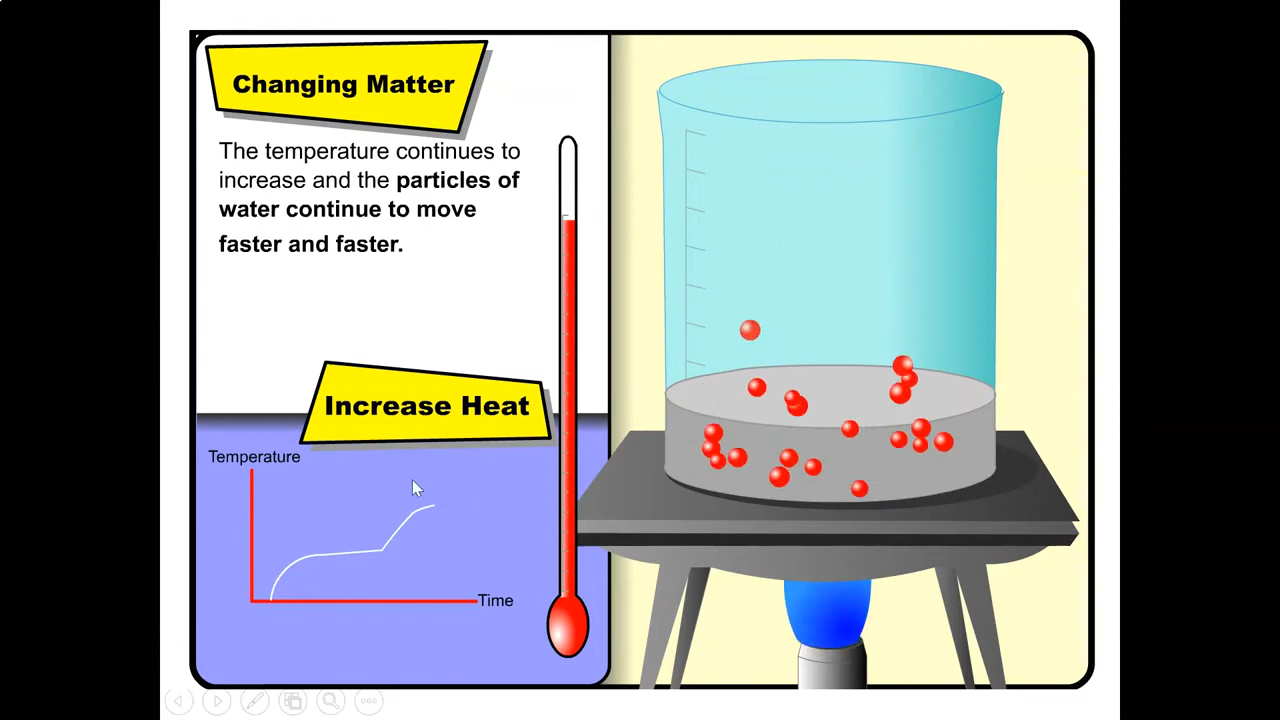 Changing Matter
The temperature continues to
increase and the particles of
water continue to move
faster and faster.
Increase Heat
Temperature
Time